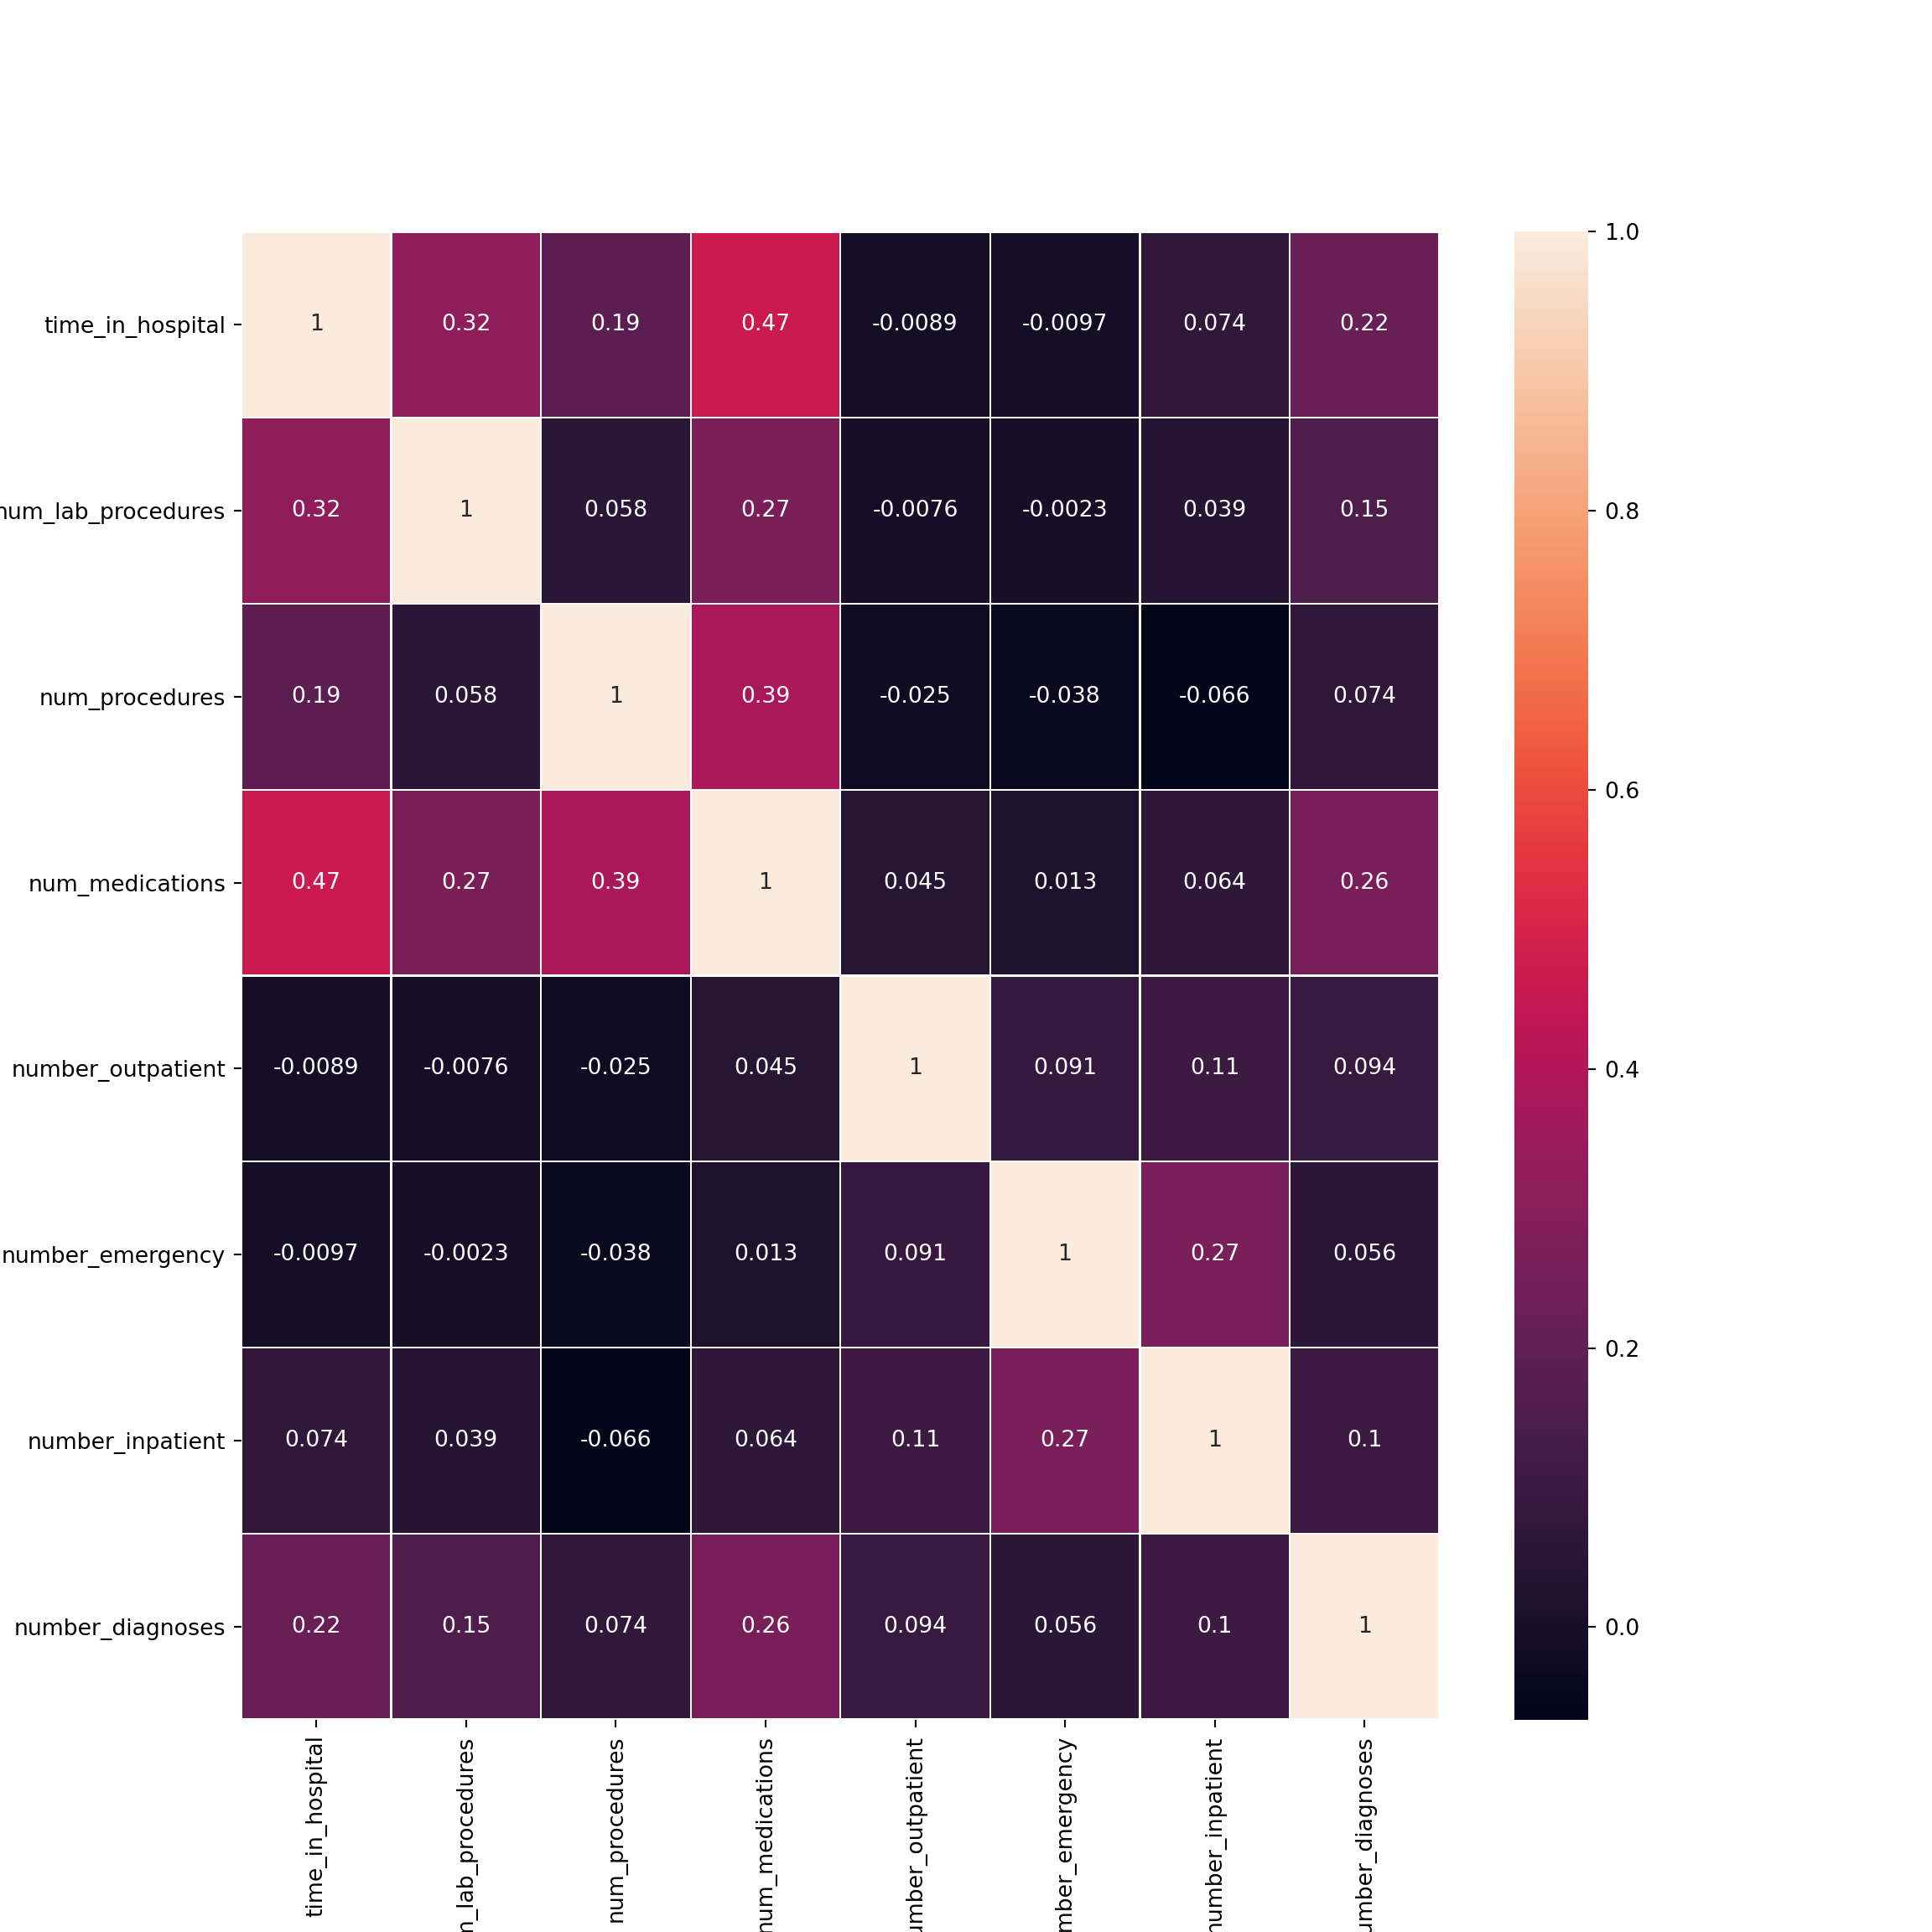 1.0
time_in_hospital 1 0.32 0.19 0.47 -0.0089 -0.0097 0.074 0.22
num_lab_procedures 0.32 1 0.058 0.27 -0.0076 -0.0023 0.039 0.15
0.8
num_procedures 0.19 0.058 1 0.39 -0.025 -0.038 -0.066 0.074
0.6
num_medications 0.47 0.27 0.39 1 0.045 0.013 0.064 0.26
0.4
number_outpatient -0.0089 -0.0076 -0.025 0.045 1 0.091 0.11 0.094
number_emergency -0.0097 -0.0023 -0.038 0.013 0.091 1 0.27 0.056
0.2
number_inpatient 0.074 0.039 -0.066 0.064 0.11 0.27 1 0.1
number_diagnoses 0.22 0.15 0.074 0.26 0.094 0.056 0.1 1
0.0
time_in_hospital
m_lab_procedures
num_procedures
num_medications
umber_outpatient
mber_emergency
number_inpatient
umber_diagnoses